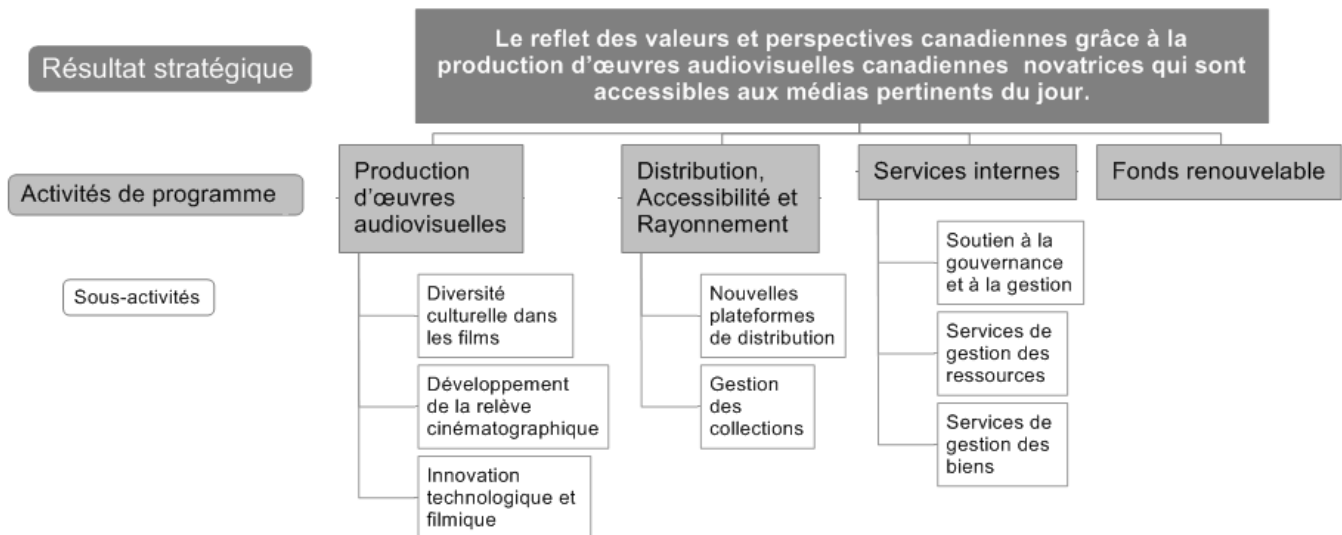 Résultat stratégique
Le reflet des valeurs et perspectives canadiennes grâce à la
production d’œuvres audiovisuelles canadiennes novatrices qui sont
accessibles aux médias pertinents du jour.
Activités de programme
Production
d’œuvres
audiovisuelles
Distribution,
Accessibilité et
Rayonnement
Services internes
Fonds renouvelable
Sous-activités
Diversité
culturelle dans
les films
Développement
de la relève
cinématographique
Innovation
technologique et
filmique
Nouvelles
plateformes
de distribution
Gestion
des
collections
Soutien à la
gouvernance
et à la gestion
Services de
gestion des
ressources
Services de
gestion des
biens